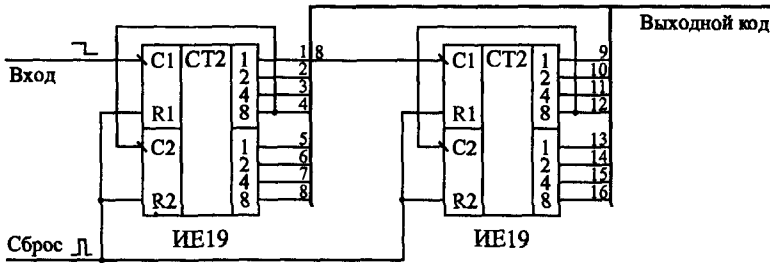 Выходной код
Вход
C1 CT2 1 1 8
2 2
4 3
R1 8 4
C2 1 5
2 6
4 7
R2 8 8
ИЕ19
C1 CT2 1 9
2 10
4 11
R1 8 12
C2 1 13
2 14
4 15
R2 8 16
ИЕ19
Сброс